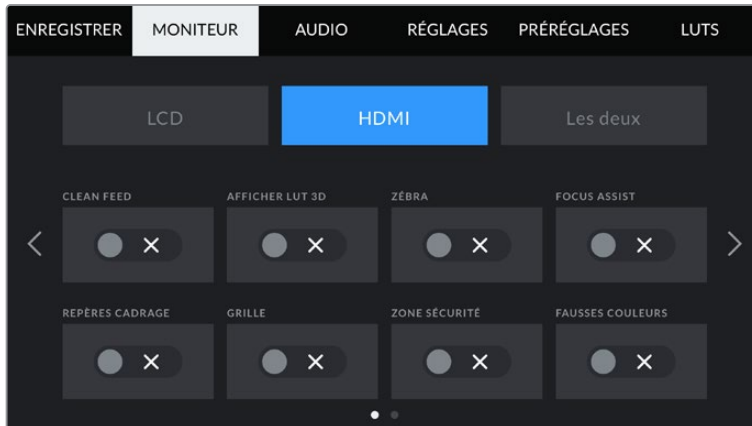 ENREGISTRER MONITEUR AUDIO RÉGLAGES PRÉRÉGLAGES LUTS
LCD HDMI Les deux
CLEAN FEED AFFICHER LUT 3D ZÉBRA FOCUS ASSIST
REPÈRES CADRAGE GRILLE ZONE SÉCURITÉ FAUSSES COULEURS